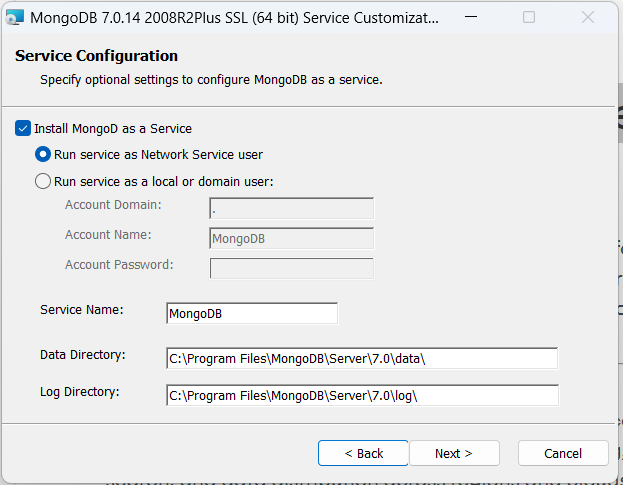 MongoDB 7.0.14 2008R2Plus SSL (64 bit) Service Customizat...
Service Configuration
Specify optional settings to configure MongoDB as a service.
Install MongoD as a Service
Run service as Network Service user
Run service as a local or domain user:
Account Domain: .
Account Name: MongoDB
Account Password:
Service Name: MongoDB
Data Directory: C:\Program Files\MongoDB\Server\7.0\data\
Log Directory: C:\Program Files\MongoDB\Server\7.0\log\
< Back Next > Cancel